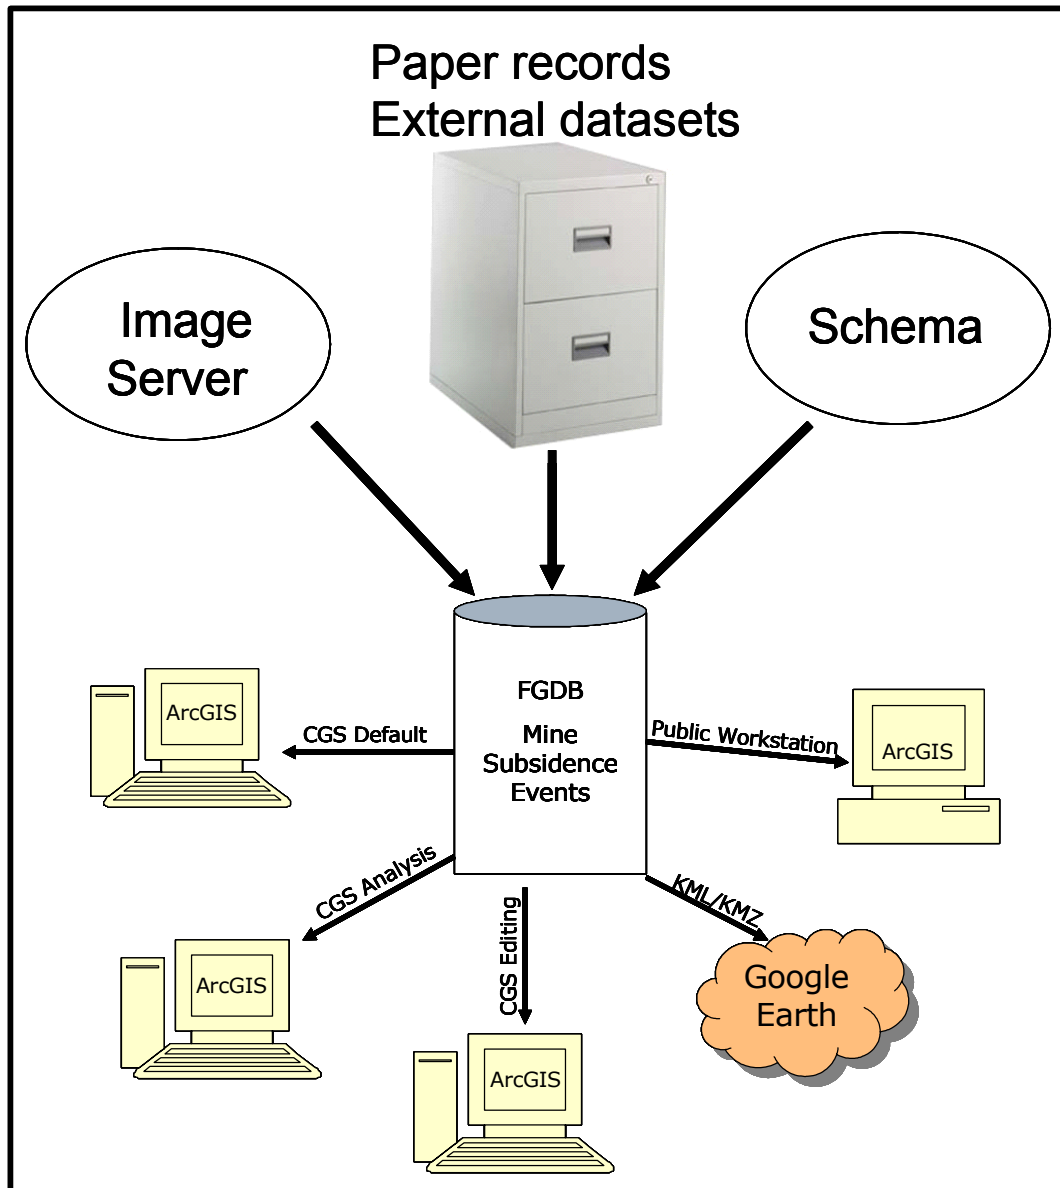 Paper records
External datasets
Image
Server
Schema
FGDB
Mine
Subsidence
Events
ArcGIS
CGS Default
Public Workstation
ArcGIS
CGS Analysis
ArcGIS
CGS Editing
ArcGIS
KML/KMZ
Google
Earth